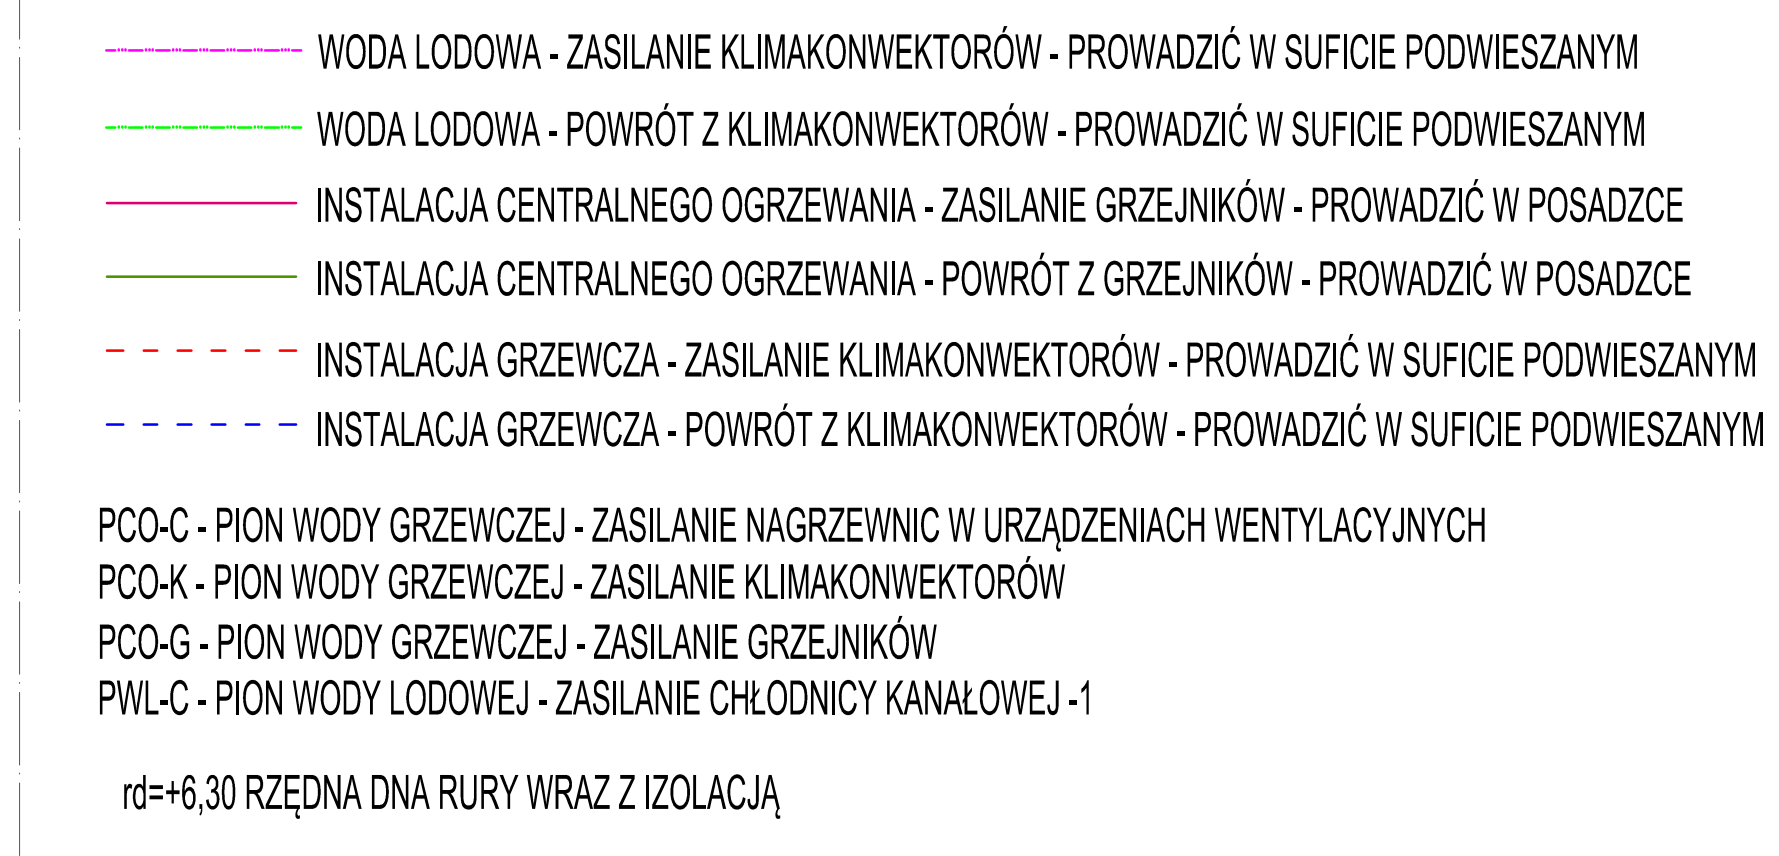 WODA LODOWA - ZASILANIE KLIMAKONWEKTORÓW - PROWADZIĆ W SUFICIE PODWIESZANYM
WODA LODOWA - POWRÓT Z KLIMAKONWEKTORÓW - PROWADZIĆ W SUFICIE PODWIESZANYM
INSTALACJA CENTRALNEGO OGRZEWANIA - ZASILANIE GRZEJNIKÓW - PROWADZIĆ W POSADZCE
INSTALACJA CENTRALNEGO OGRZEWANIA - POWRÓT Z GRZEJNIKÓW - PROWADZIĆ W POSADZCE
INSTALACJA GRZEWCZA - ZASILANIE KLIMAKONWEKTORÓW - PROWADZIĆ W SUFICIE PODWIESZANYM
INSTALACJA GRZEWCZA - POWRÓT Z KLIMAKONWEKTORÓW - PROWADZIĆ W SUFICIE PODWIESZANYM
PCO-C - PION WODY GRZEWCZEJ - ZASILANIE NAGRZEWNIC W URZĄDZENIACH WENTYLACYJNYCH
PCO-K - PION WODY GRZEWCZEJ - ZASILANIE KLIMAKONWEKTORÓW
PCO-G - PION WODY GRZEWCZEJ - ZASILANIE GRZEJNIKÓW
PWL-C - PION WODY LODOWEJ - ZASILANIE CHŁODNICY KANAŁOWEJ -1
rd=+6,30 RZĘDNA DNA RURY WRAZ Z IZOLACJĄ